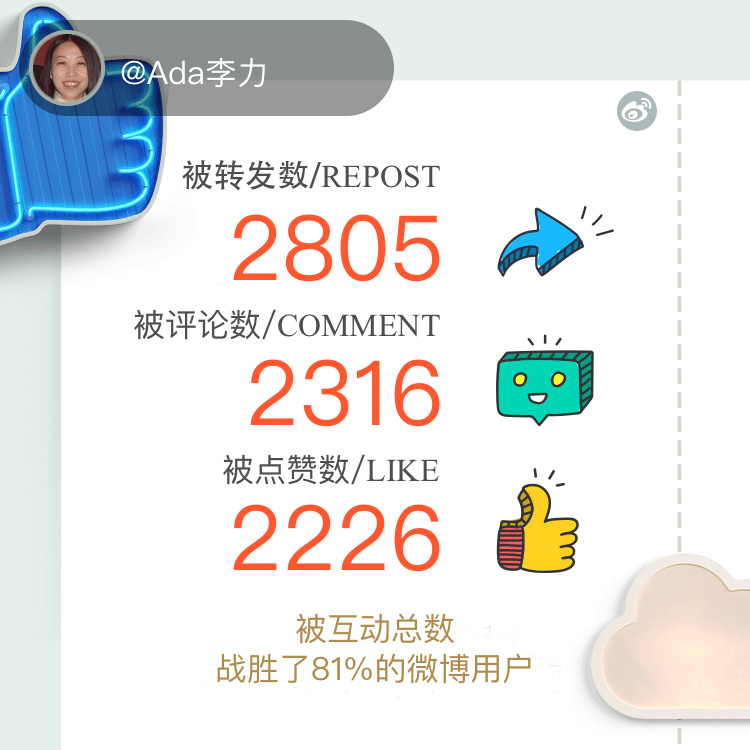 @Ada李力
被转发数/REPOST
2805
被评论数/COMMENT
2316
被点赞数/LIKE
2226
被互动总数
战胜了81%的微博用户